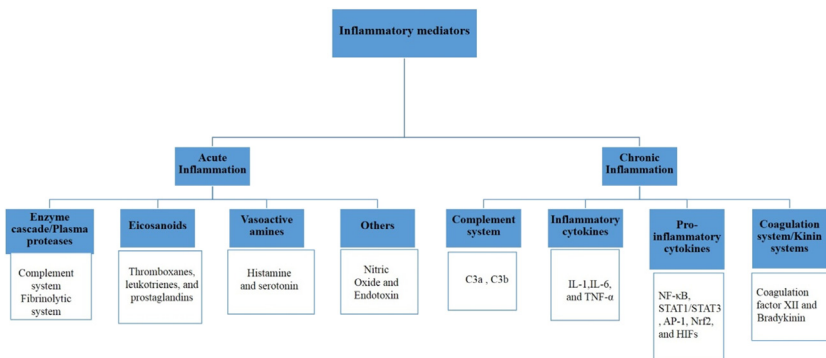 Inflammatory mediators
Acute
Inflammation
Chronic
Inflammation
Enzyme
cascade/Plasma
proteases
Eicosanoids
Vasoactive
amines
Others
Complement
system
Inflammatory
cytokines
Pro-
inflammatory
cytokines
Coagulation
system/Kinin
systems
Complement
system
Fibrinolytic
system
Thromboxanes,
leukotrienes, and
prostaglandins
Histamine
and serotonin
Nitric
Oxide and
Endotoxin
C3a , C3b
IL-1,IL-6,
and TNF-α
NF-κB,
STAT1/STAT3
, AP-1, Nrf2,
and HIFs
Coagulation
factor XII and
Bradykinin